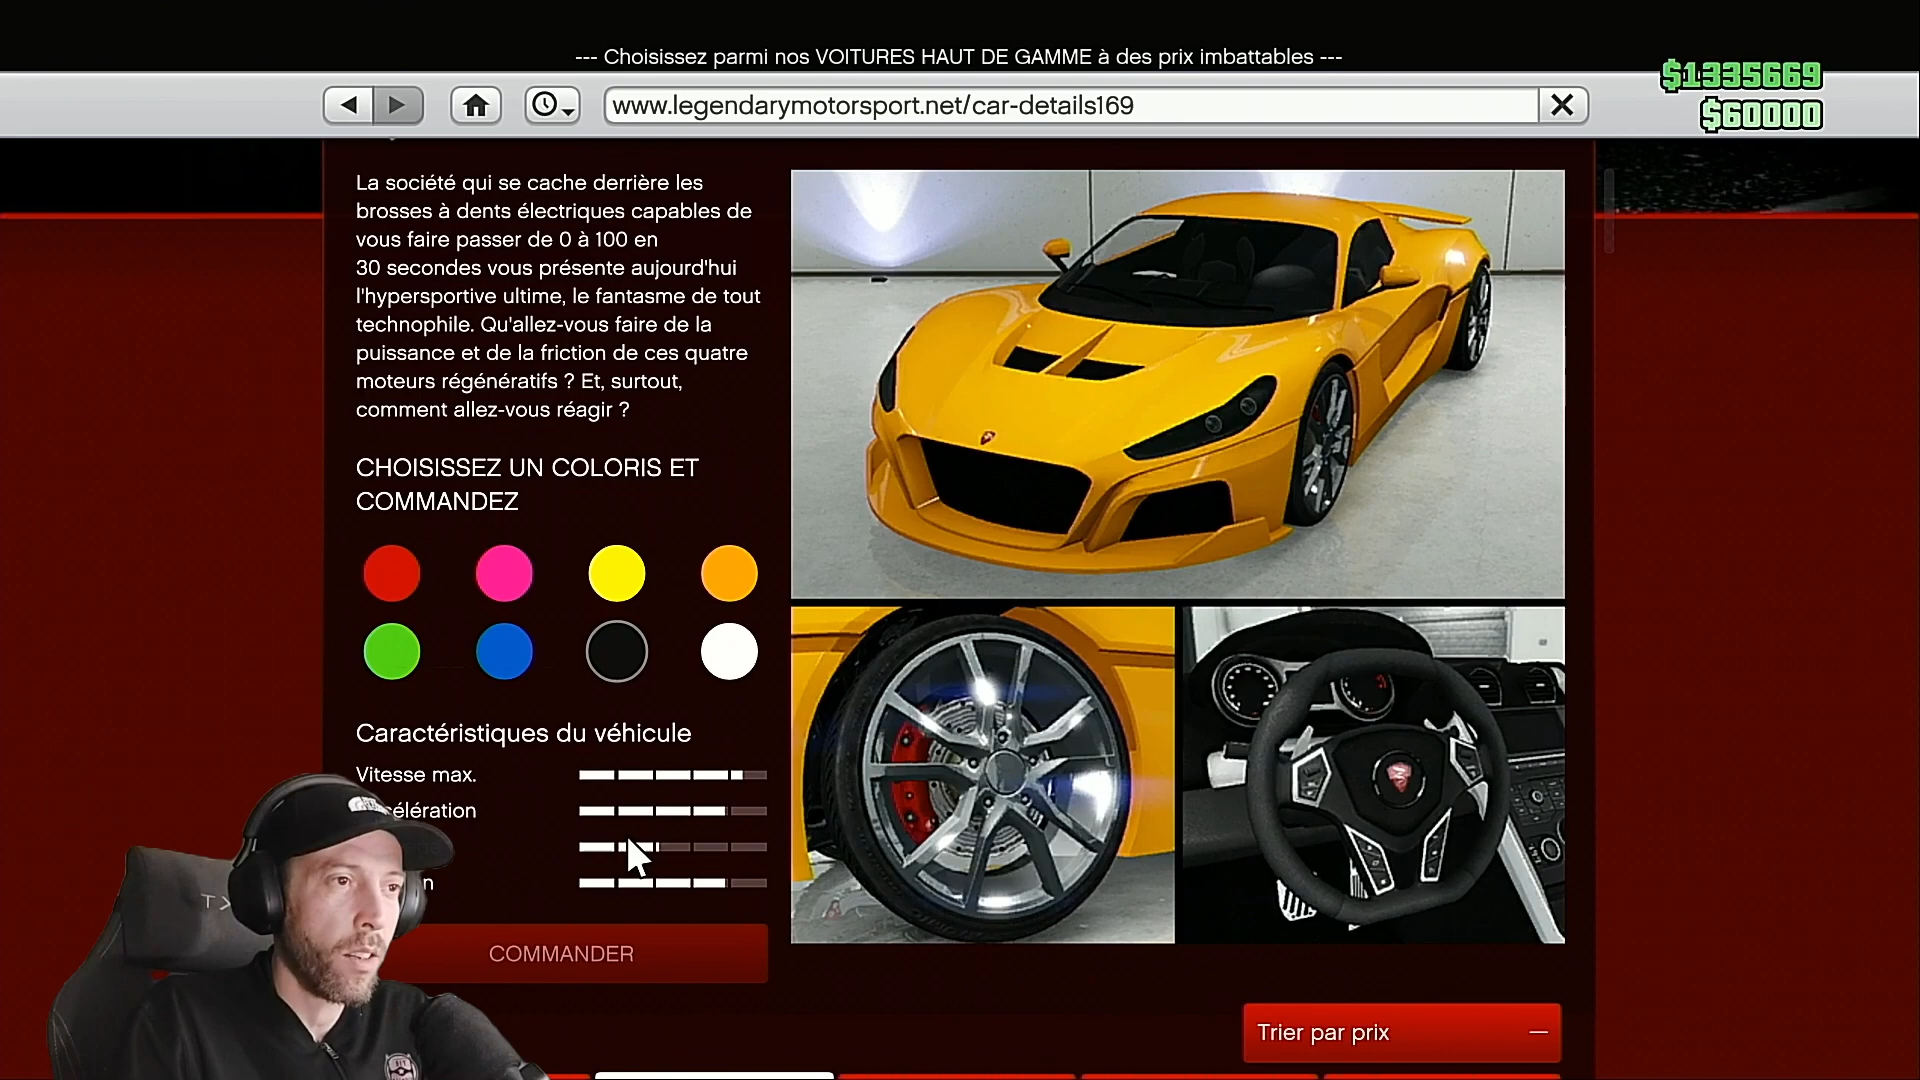 --- Choisissez parmi nos VOITURES HAUT DE GAMME à des prix imbattables ---
$1335669
www.legendarymotorsport.net/car-details169
$60000
La société qui se cache derrière les
brosses à dents électriques capables de
vous faire passer de 0 à 100 en
30 secondes vous présente aujourd'hui
l'hypersportive ultime, le fantasme de tout
technophile. Qu'allez-vous faire de la
puissance et de la friction de ces quatre
moteurs régénératifs ? Et, surtout,
comment allez-vous réagir ?
CHOISISSEZ UN COLORIS ET
COMMANDEZ
Caractéristiques du véhicule
Vitesse max.
élération
n
COMMANDER
Trier par prix